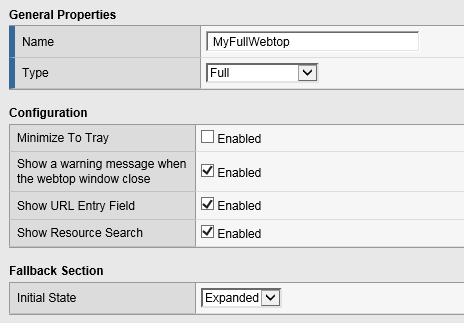 General Properties
Name MyFullWebtop
Type Full
Configuration
Minimize To Tray Enabled
Show a warning message when
the webtop window close Enabled
Show URL Entry Field Enabled
Show Resource Search Enabled
Fallback Section
Initial State Expanded